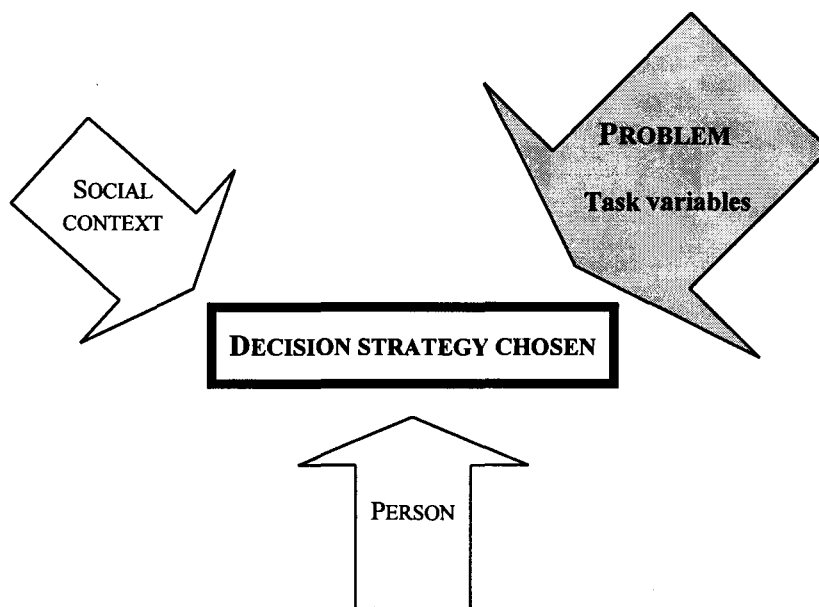 PROBLEM
Task variables
SOCIAL
CONTEXT
DECISION STRATEGY CHOSEN
PERSON